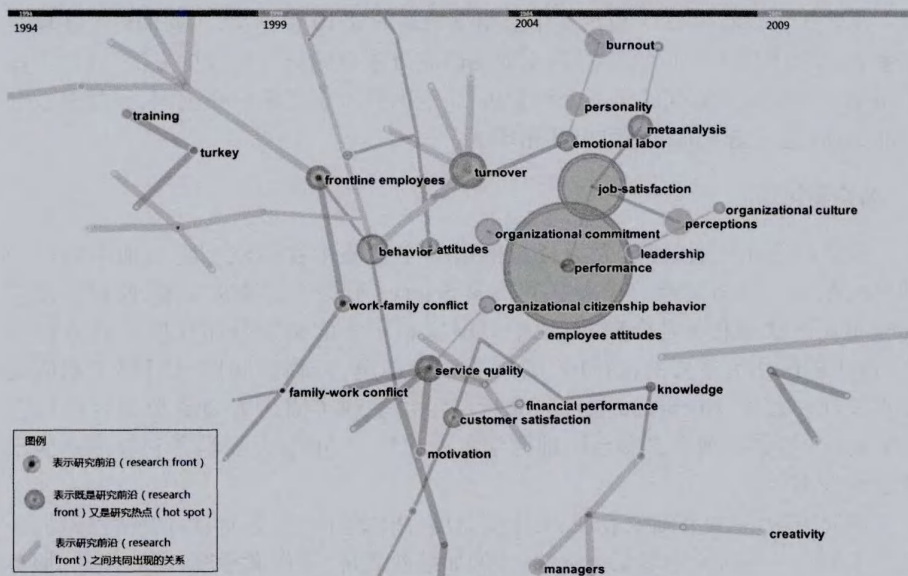 1994 1999 2004 2009
burnout
personality
training
metaanalysis
emotional labor
turkey
turnover
frontline employees
job-satisfaction
organizational culture
perceptions
organizational commitment
behavior
attitudes
leadership
performance
work-family conflict
organizational citizenship behavior
employee attitudes
service quality
family-work conflict
knowledge
financial performance
customer satisfaction
motivation
creativity
managers
图例
表示研究前沿（research front）
表示既是研究前沿（research
front）又是研究热点（hot spot）
表示研究前沿（research
front）之间共同出现的关系